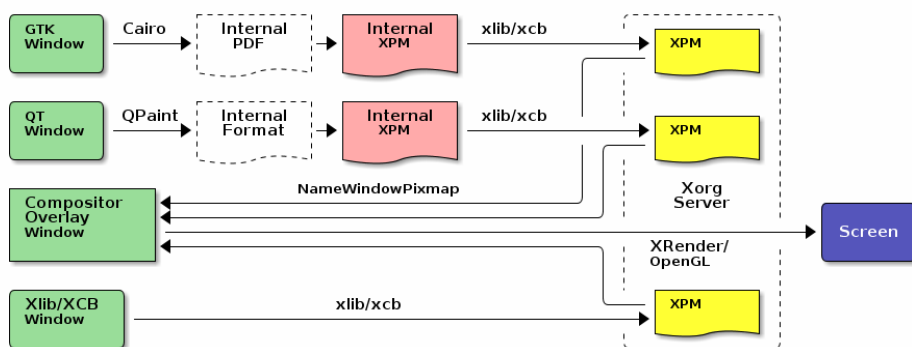 GTK
Window
Cairo
Internal
PDF
Internal
XPM
xlib/xcb
XPM
QT
Window
QPaint
Internal
Format
Internal
XPM
xlib/xcb
XPM
NameWindowPixmap
Compositor
Overlay
Window
Xorg
Server
Screen
XRender/
OpenGL
Xlib/XCB
Window
xlib/xcb
XPM